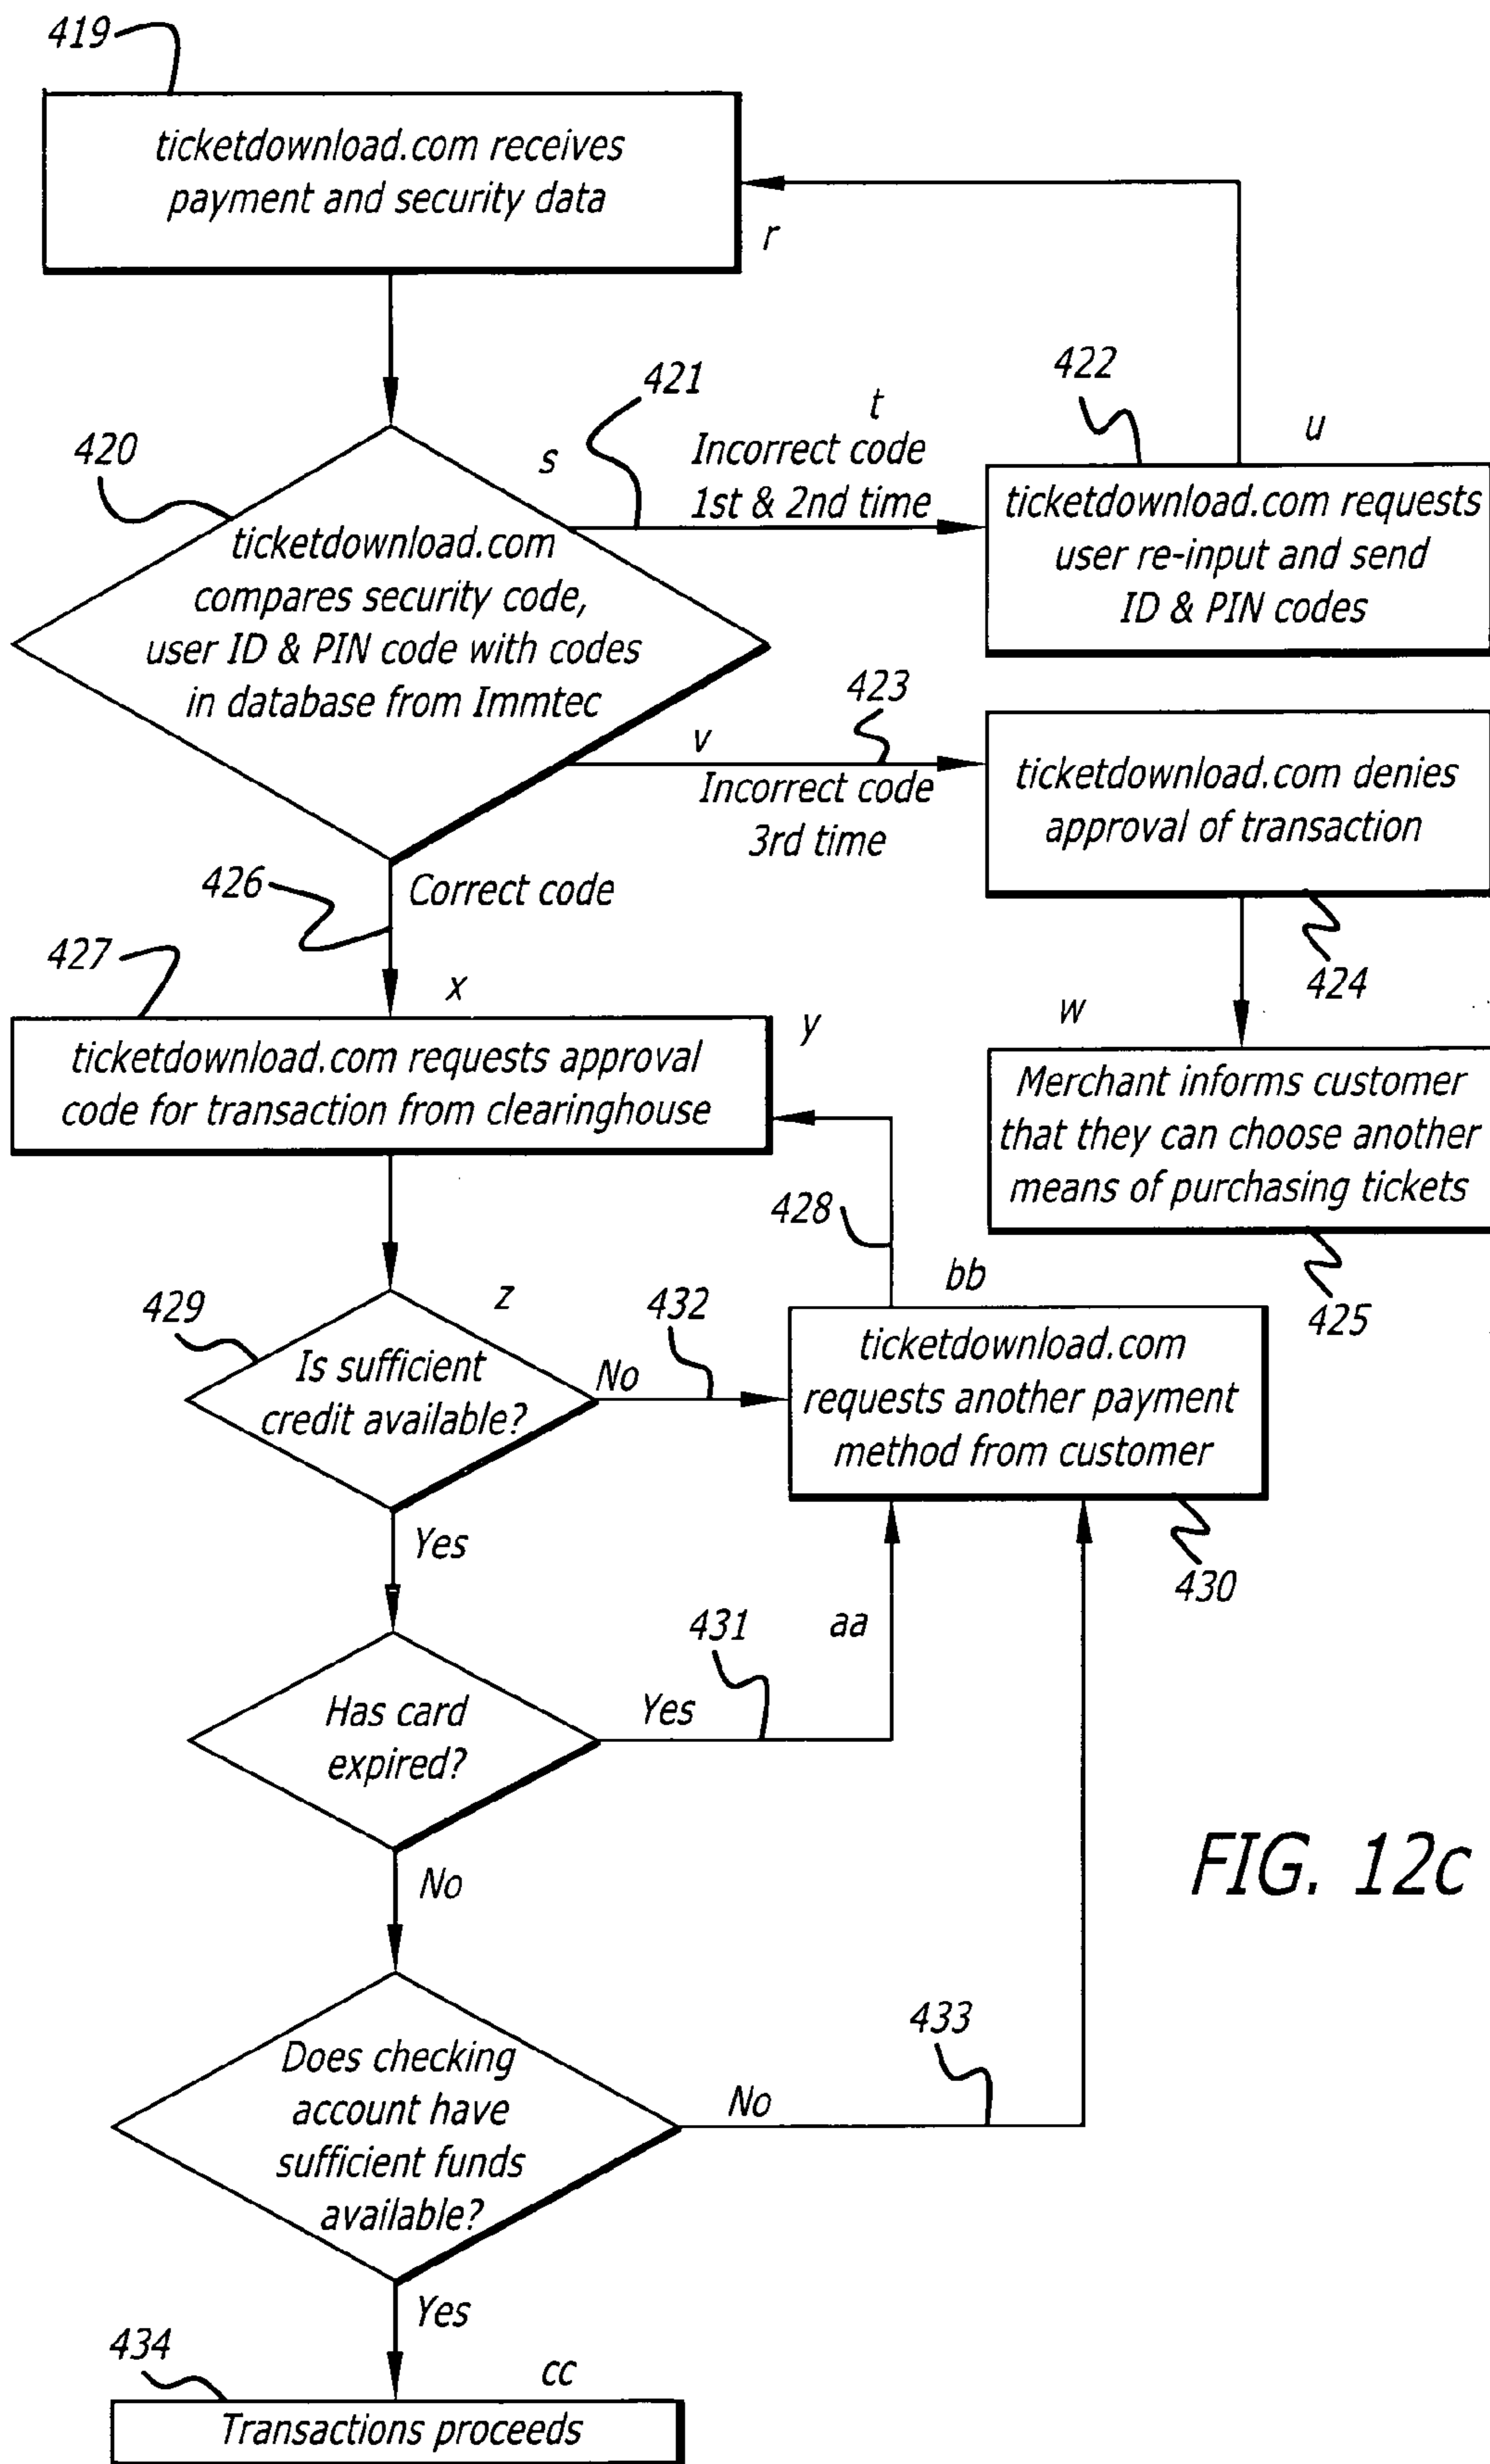 419
ticketdownload.com receives
payment and security data
r
420
s
421
t
Incorrect code
1st & 2nd time
422
u
ticketdownload.com requests
user re-input and send
ID & PIN codes
ticketdownload.com
compares security code,
user ID & PIN code with codes
in database from Immtec
v
423
Incorrect code
3rd time
ticketdownload.com denies
approval of transaction
424
426
Correct code
w
Merchant informs customer
that they can choose another
means of purchasing tickets
425
427
x
y
ticketdownload.com requests approval
code for transaction from clearinghouse
428
429
z
Is sufficient
credit available?
No
432
bb
ticketdownload.com
requests another payment
method from customer
430
Yes
Has card
expired?
Yes
431
aa
No
Does checking
account have
sufficient funds
available?
No
433
Yes
434
cc
Transactions proceeds
FIG. 12c